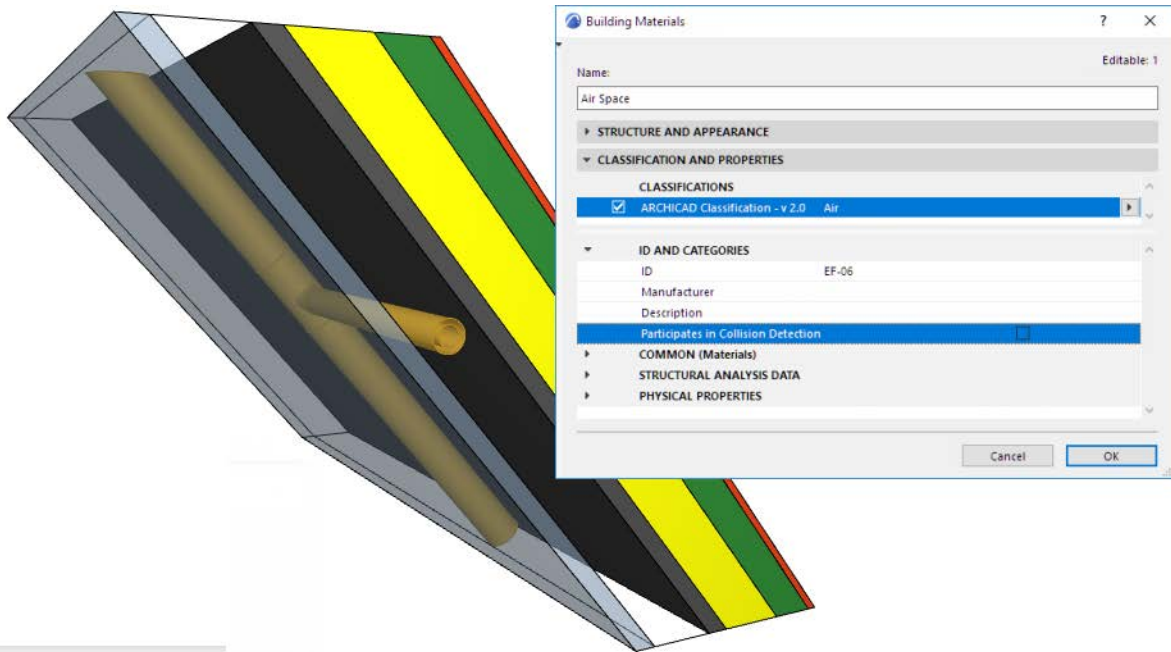 Building Materials
?
Editable: 1
Name:
Air Space
STRUCTURE AND APPEARANCE
CLASSIFICATION AND PROPERTIES
CLASSIFICATIONS
ARCHICAD Classification - v 2.0 Air
ID AND CATEGORIES
ID EF-06
Manufacturer
Description
Participates in Collision Detection
COMMON (Materials)
STRUCTURAL ANALYSIS DATA
PHYSICAL PROPERTIES
Cancel OK